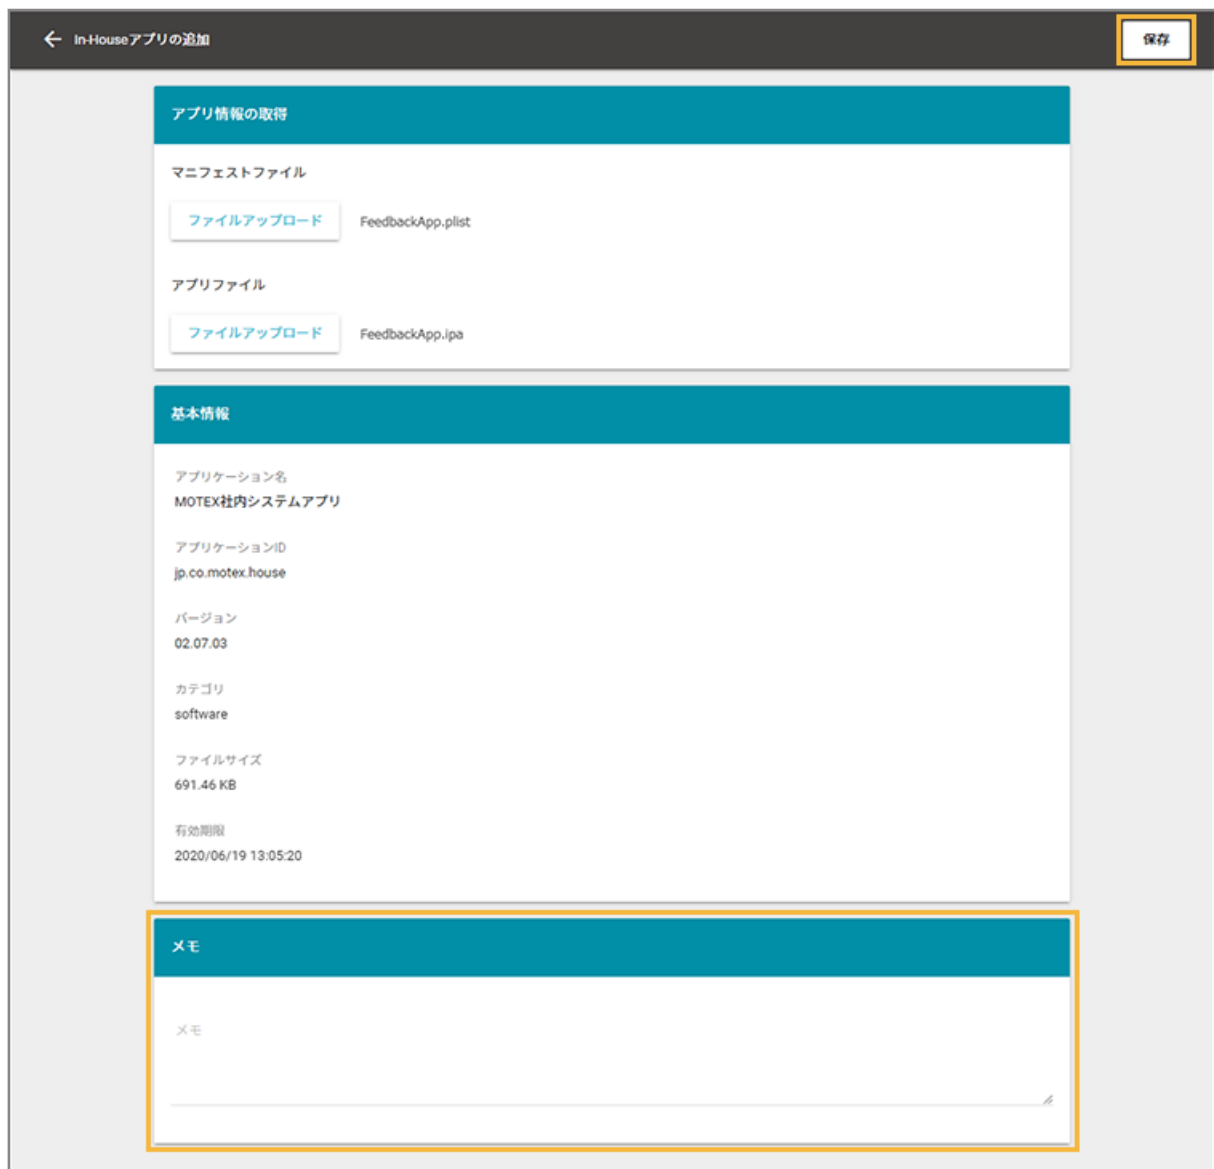 In-Houseアプリの追加
保存
アプリ情報の取得
マニフェストファイル
ファイルアップロード FeedbackApp.plist
アプリファイル
ファイルアップロード FeedbackApp.ipa
基本情報
アプリケーション名
MOTEX社内システムアプリ
アプリケーションID
jp.co.motex.house
バージョン
02.07.03
カテゴリ
software
ファイルサイズ
691.46 KB
有効期限
2020/06/19 13:05:20
メモ
メモ